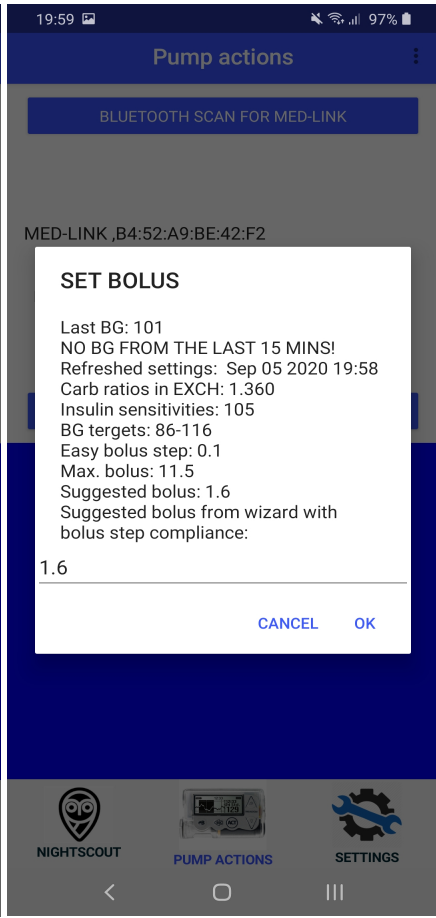 19:59
97%
Pump actions
BLUETOOTH SCAN FOR MED-LINK
MED-LINK ,B4:52:A9:BE:42:F2
SET BOLUS
Last BG: 101
NO BG FROM THE LAST 15 MINS!
Refreshed settings:  Sep 05 2020 19:58
Carb ratios in EXCH: 1.360
Insulin sensitivities: 105
BG tergets: 86-116
Easy bolus step: 0.1
Max. bolus: 11.5
Suggested bolus: 1.6
Suggested bolus from wizard with
bolus step compliance:
1.6
CANCEL
OK
NIGHTSCOUT
PUMP ACTIONS
SETTINGS